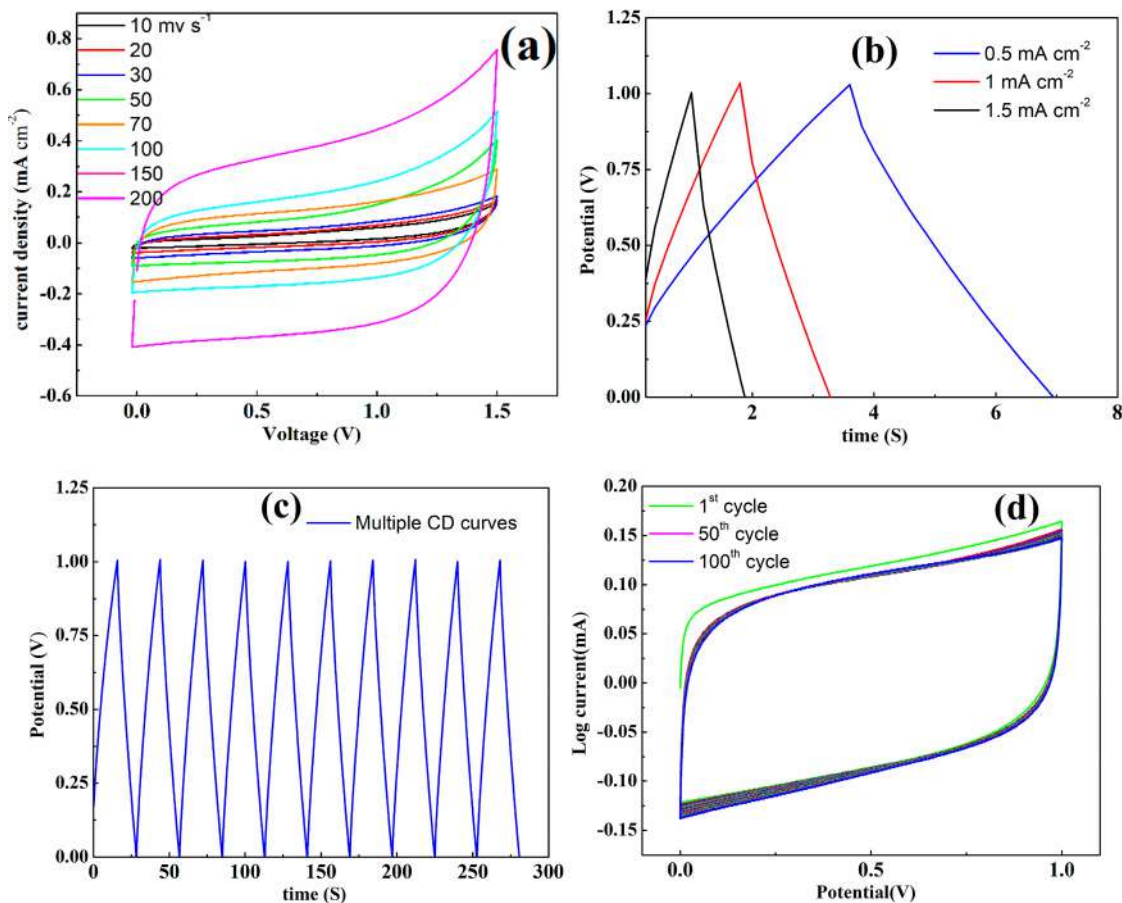 (a)
10 mv s⁻¹
20
30
50
70
100
150
200
0.8
0.6
0.4
0.2
0.0
-0.2
-0.4
-0.6
current density (mA cm⁻²)
0.0 0.5 1.0 1.5
Voltage (V)
(b)
0.5 mA cm⁻²
1 mA cm⁻²
1.5 mA cm⁻²
1.25
1.00
0.75
0.50
0.25
0.00
Potential (V)
2 4 6 8
time (S)
(c)
Multiple CD curves
1.25
1.00
0.75
0.50
0.25
0.00
Potential (V)
0 50 100 150 200 250 300
time (S)
(d)
1st cycle
50th cycle
100th cycle
0.20
0.15
0.10
0.05
0.00
-0.05
-0.10
-0.15
Log current(mA)
0.0 0.5 1.0
Potential(V)